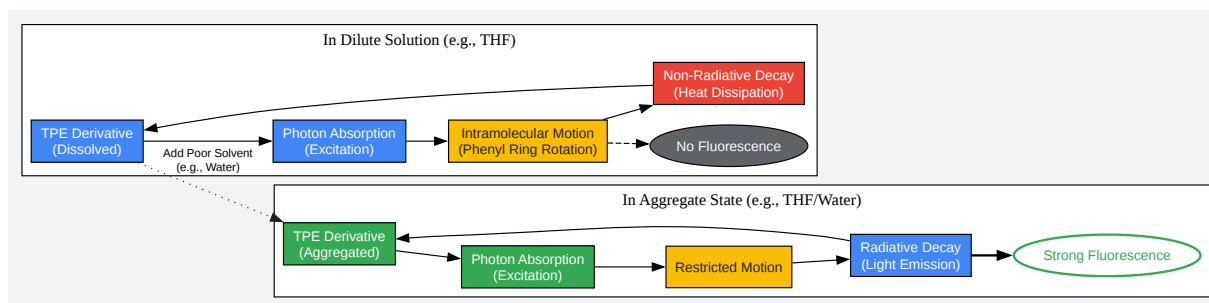 In Dilute Solution (e.g., THF)
Non-Radiative Decay
(Heat Dissipation)
TPE Derivative
(Dissolved)
Add Poor Solvent
(e.g., Water)
Photon Absorption
(Excitation)
Intramolecular Motion
(Phenyl Ring Rotation)
No Fluorescence
In Aggregate State (e.g., THF/Water)
TPE Derivative
(Aggregated)
Photon Absorption
(Excitation)
Restricted Motion
Radiative Decay
(Light Emission)
Strong Fluorescence